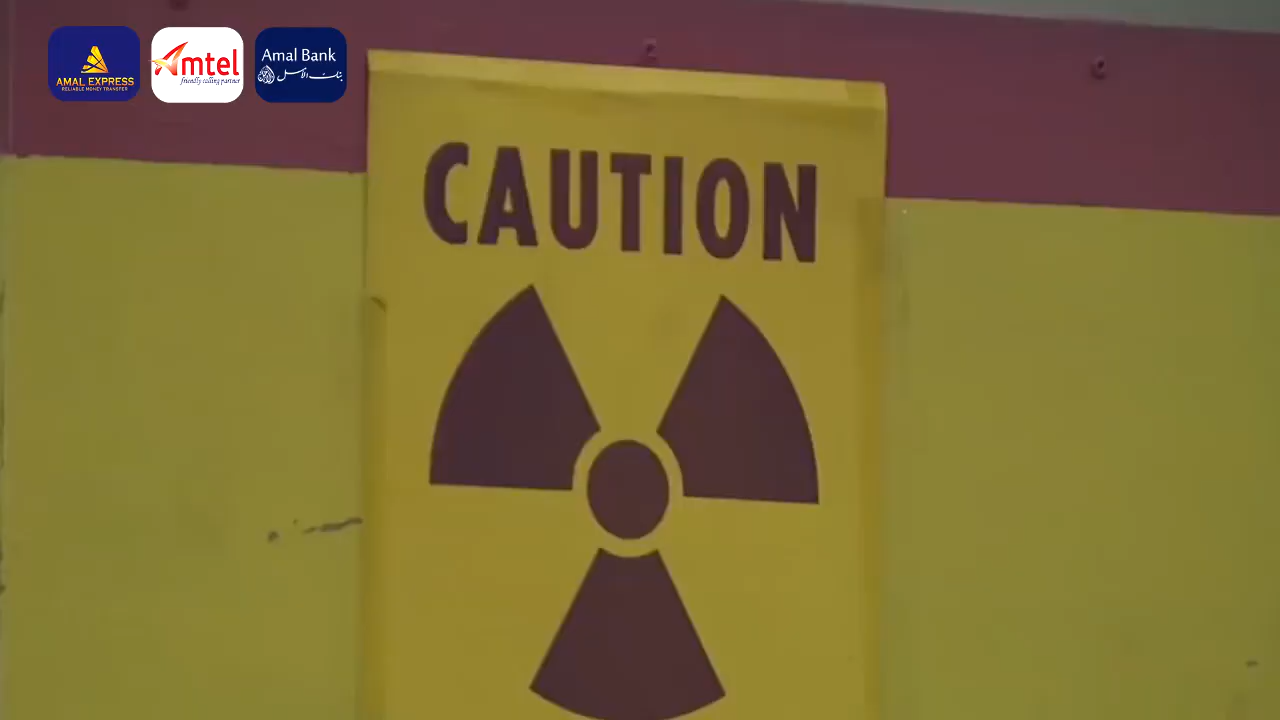 AMAL EXPRESS
RELIABLE MONEY TRANSFER
Amtel
friendly calling partner
Amal Bank
بنك الأمل
CAUTION